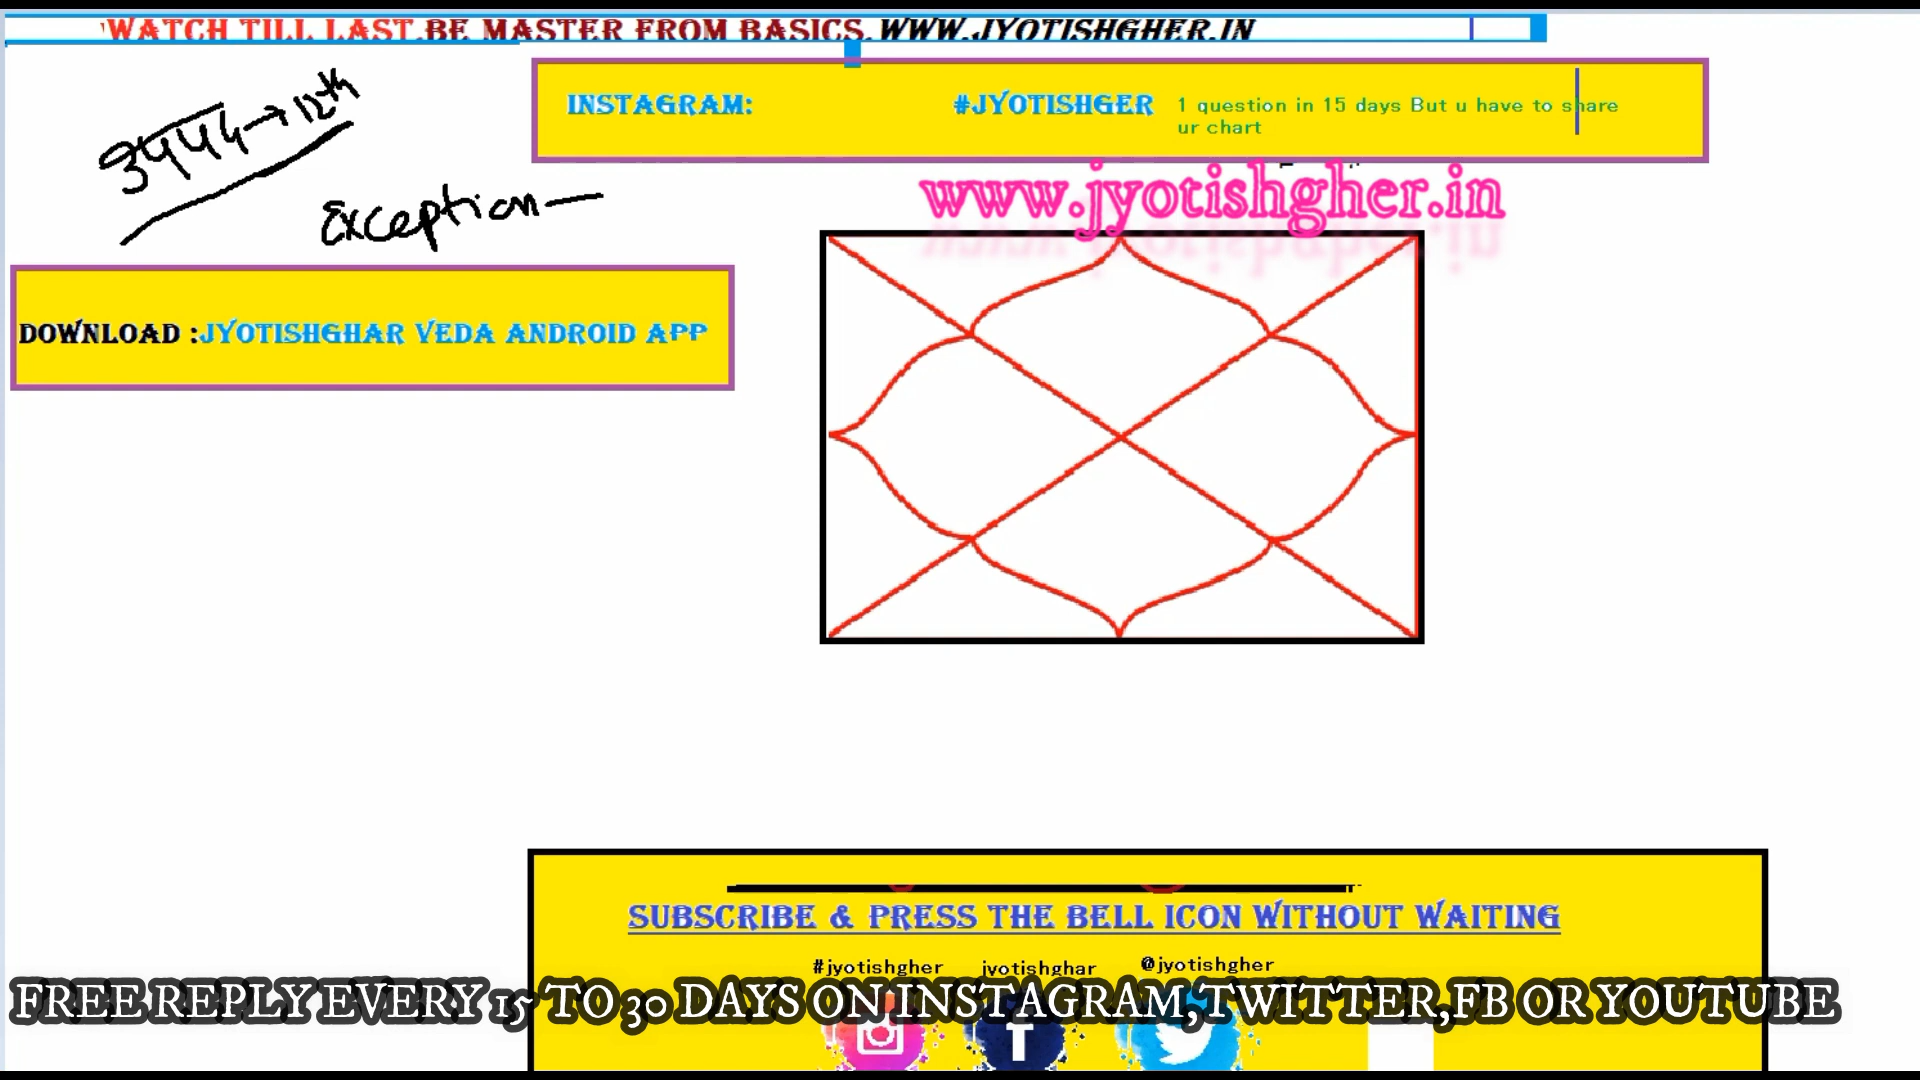 WATCH TILL LAST.BE MASTER FROM BASICS. WWW.JYOTISHGHER.IN
→ 12th
Exception —
INSTAGRAM: #JYOTISHGER 1 question in 15 days But u have to share
ur chart
www.jyotishgher.in
DOWNLOAD :JYOTISHGHAR VEDA ANDROID APP
SUBSCRIBE & PRESS THE BELL ICON WITHOUT WAITING
#jyotishgher jyotishghar @jyotishgher
FREE REPLY EVERY 15 TO 30 DAYS ON INSTAGRAM,TWITTER,FB OR YOUTUBE